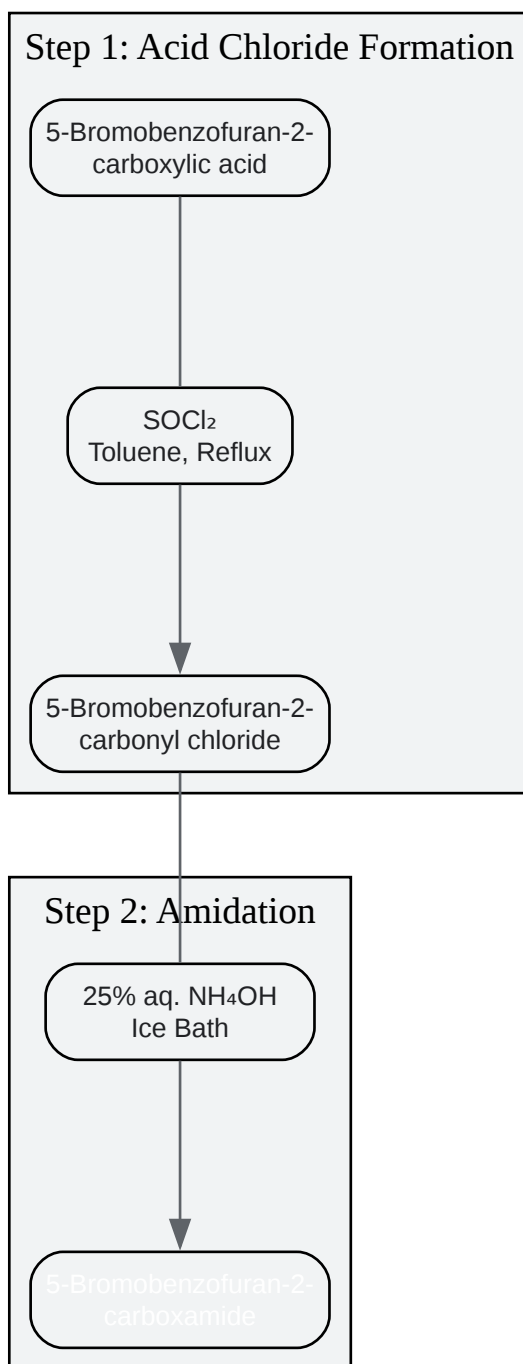 Step 1: Acid Chloride Formation
5-Bromobenzofuran-2-
carboxylic acid
SOCl₂
Toluene, Reflux
5-Bromobenzofuran-2-
carbonyl chloride
Step 2: Amidation
25% aq. NH₄OH
Ice Bath
5-Bromobenzofuran-2-
carboxamide